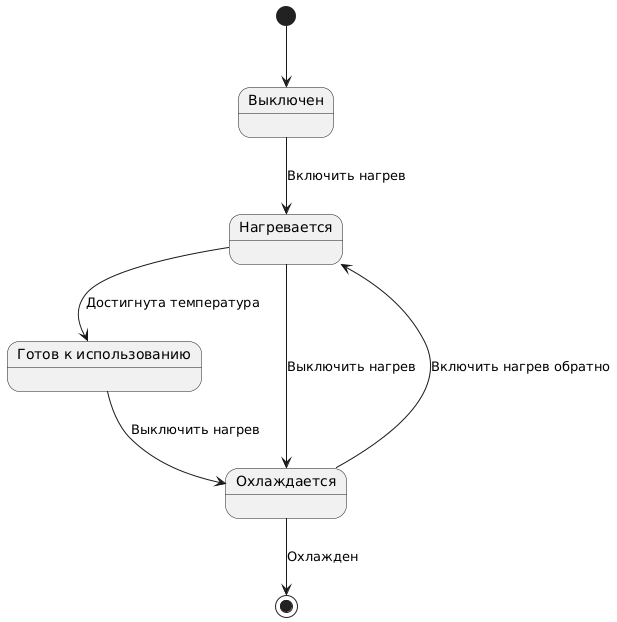 Выключен
Включить нагрев
Нагревается
Достигнута температура
Готов к использованию
Выключить нагрев
Включить нагрев обратно
Выключить нагрев
Охлаждается
Охлажден